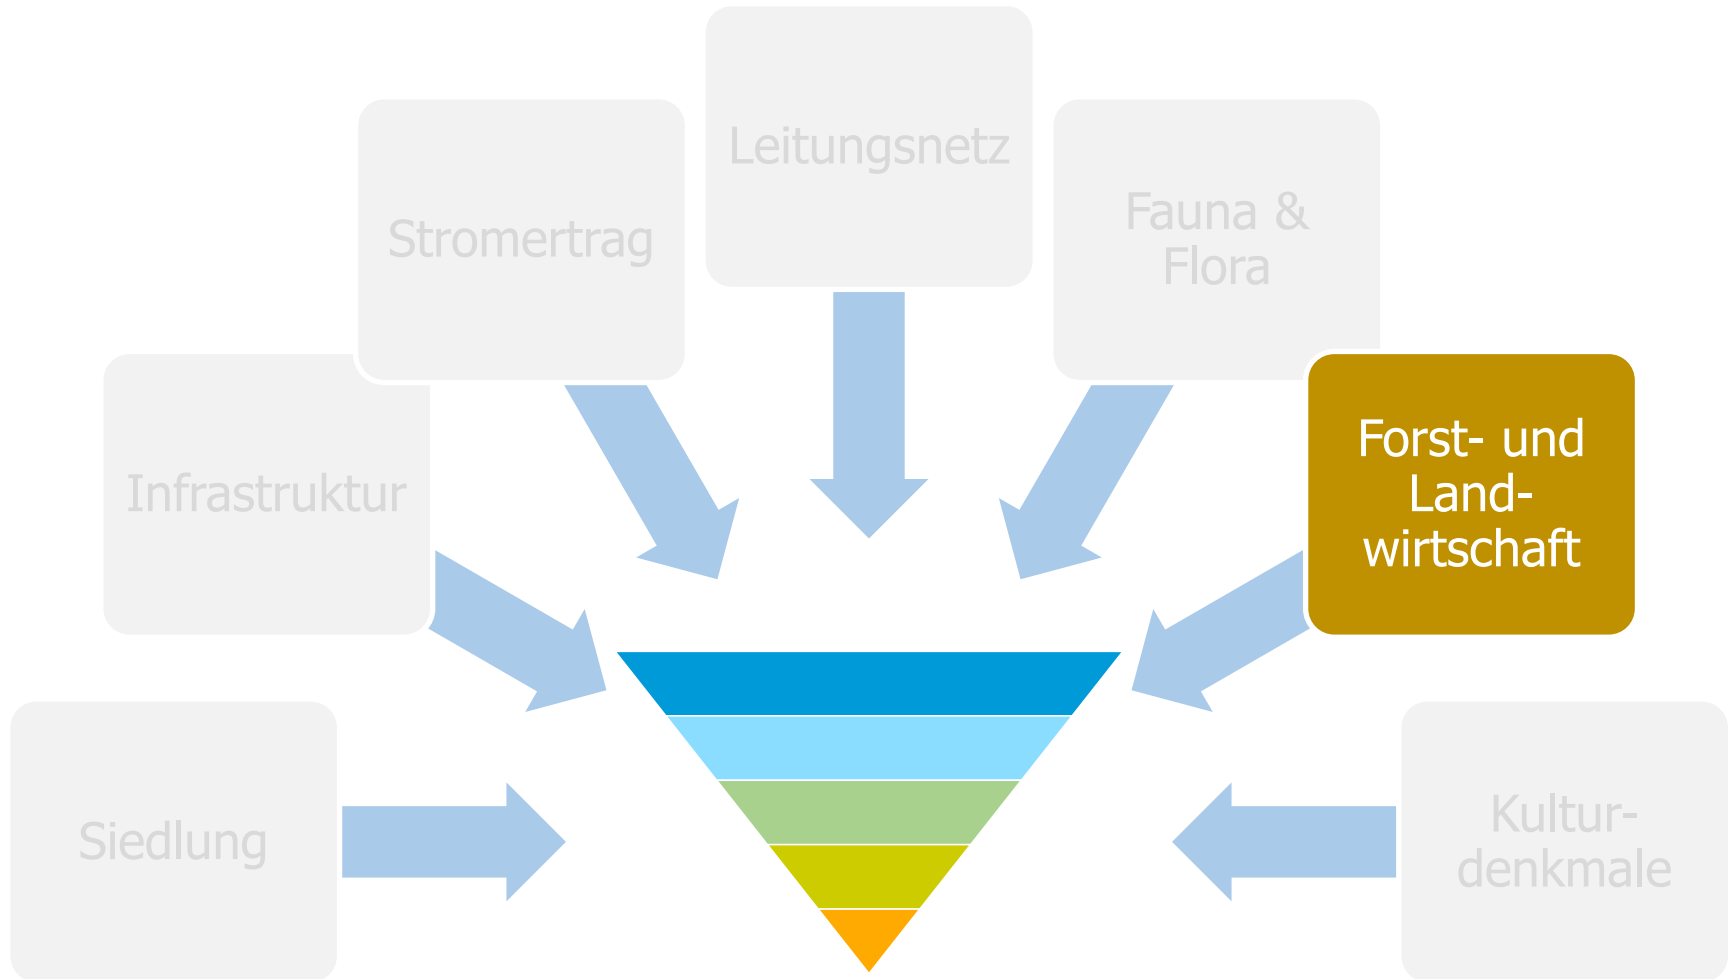 Leitungsnetz
Stromertrag
Fauna &
Flora
Infrastruktur
Forst- und
Land-
wirtschaft
Siedlung
Kultur-
denkmale